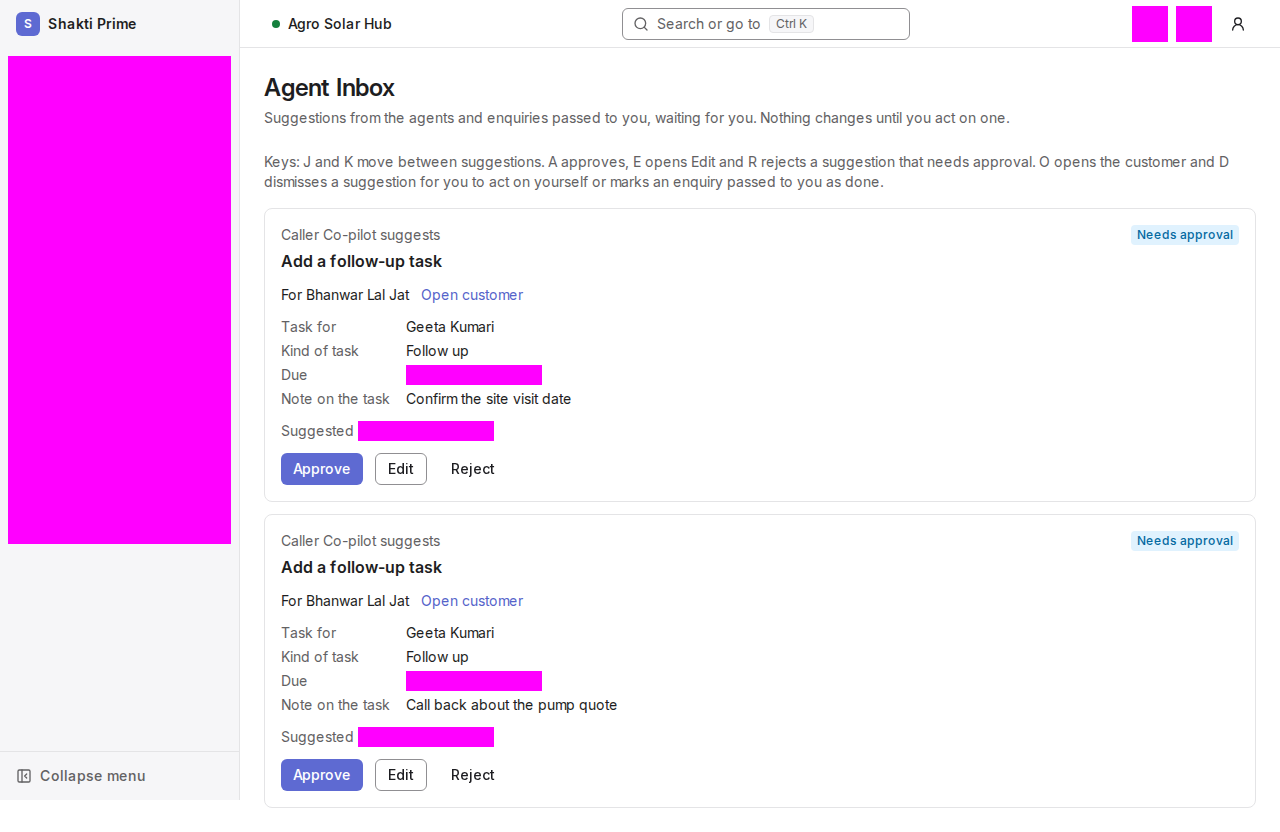 S Shakti Prime
Agro Solar Hub
Search or go to Ctrl K
Agent Inbox
Suggestions from the agents and enquiries passed to you, waiting for you. Nothing changes until you act on one.
Keys: J and K move between suggestions. A approves, E opens Edit and R rejects a suggestion that needs approval. O opens the customer and D
dismisses a suggestion for you to act on yourself or marks an enquiry passed to you as done.
Caller Co-pilot suggests Needs approval
Add a follow-up task
For Bhanwar Lal Jat Open customer
Task for Geeta Kumari
Kind of task Follow up
Due
Note on the task Confirm the site visit date
Suggested
Approve Edit Reject
Caller Co-pilot suggests Needs approval
Add a follow-up task
For Bhanwar Lal Jat Open customer
Task for Geeta Kumari
Kind of task Follow up
Due
Note on the task Call back about the pump quote
Suggested
Approve Edit Reject
Collapse menu